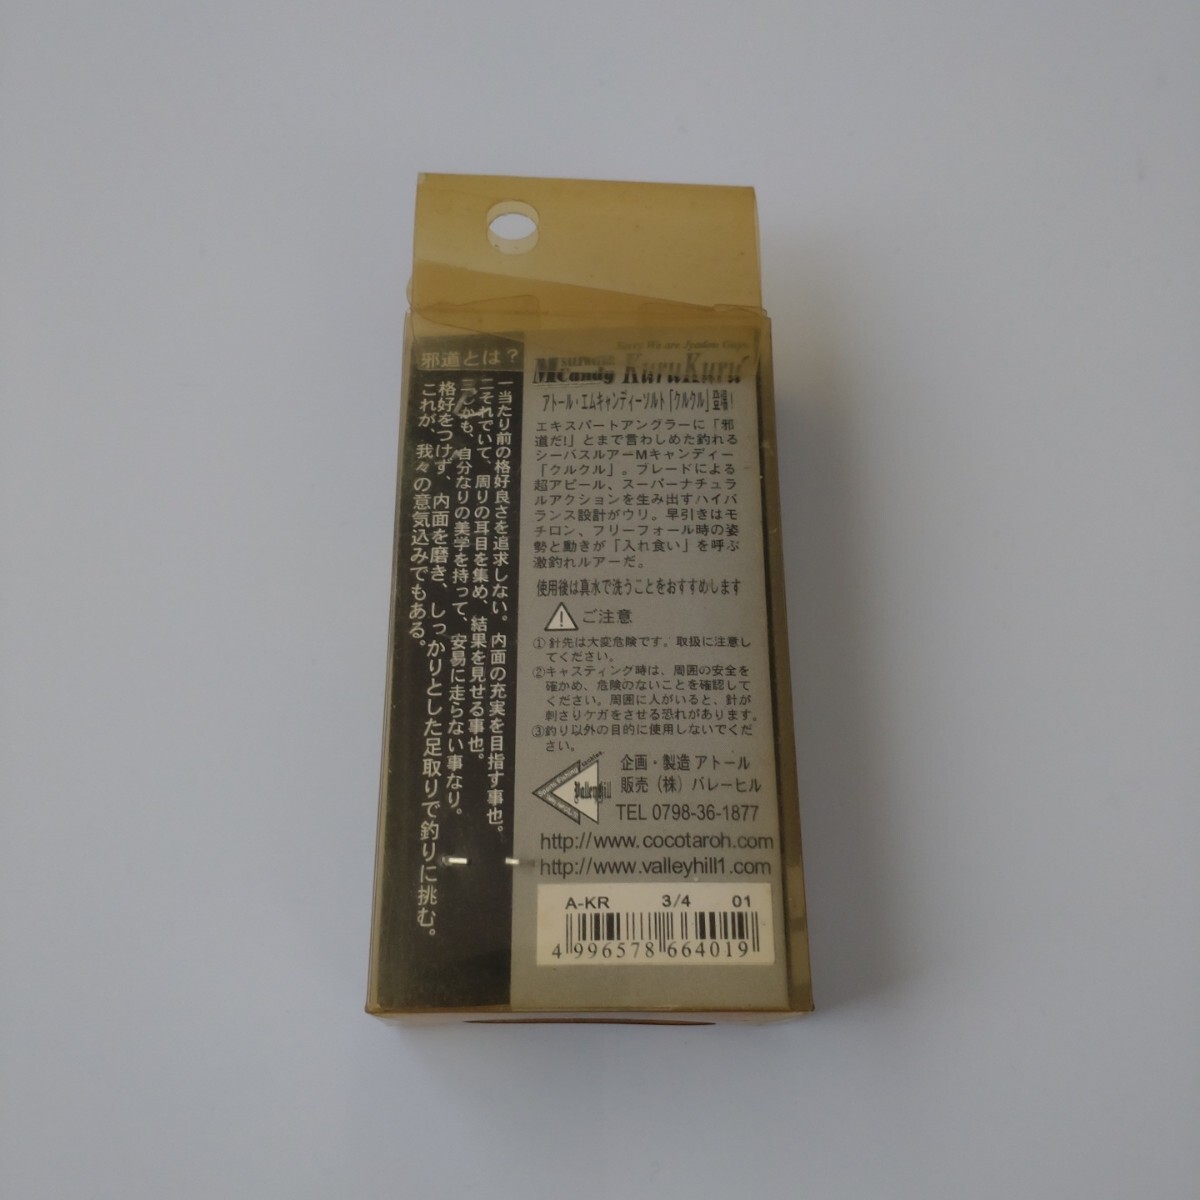 邪道とは?
一当たり前の格好良さを追求しない。内面の充実を目指す事也。
二それでいて、周りの耳目を集め、結果を見せる事也。
三しかも、自分なりの美学を持って、安易に走らない事なり。
格好をつけず、内面を磨き、しっかりとした足取りで釣りに挑む。
これが、我々の意気込みでもある。
Sorry We are Jyadou Guys
SALTWATER
MCandy KuruKuru
アトール・エムキャンディーソルト「クルクル」登場!
エキスパートアングラーに「邪
道だ!」とまで言わしめた釣れる
シーバスルアーMキャンディー
「クルクル」。ブレードによる
超アピール、スーパーナチュラ
ルアクションを生み出すハイバ
ランス設計がウリ。早引きはモ
チロン、フリーフォール時の姿
勢と動きが「入れ食い」を呼ぶ
激釣れルアーだ。
使用後は真水で洗うことをおすすめします
ご注意
①針先は大変危険です。取扱に注意し
てください。
②キャスティング時は、周囲の安全を
確かめ、危険のないことを確認して
ください。周囲に人がいると、針が
刺さりケガをさせる恐れがあります。
③釣り以外の目的に使用しないでくだ
さい。
Valleyhill
企画・製造 アトール
販売(株)バレーヒル
TEL 0798-36-1877
http://www.cocotaroh.com
http://www.valleyhill1.com
A-KR 3/4 01
4 996578 664019